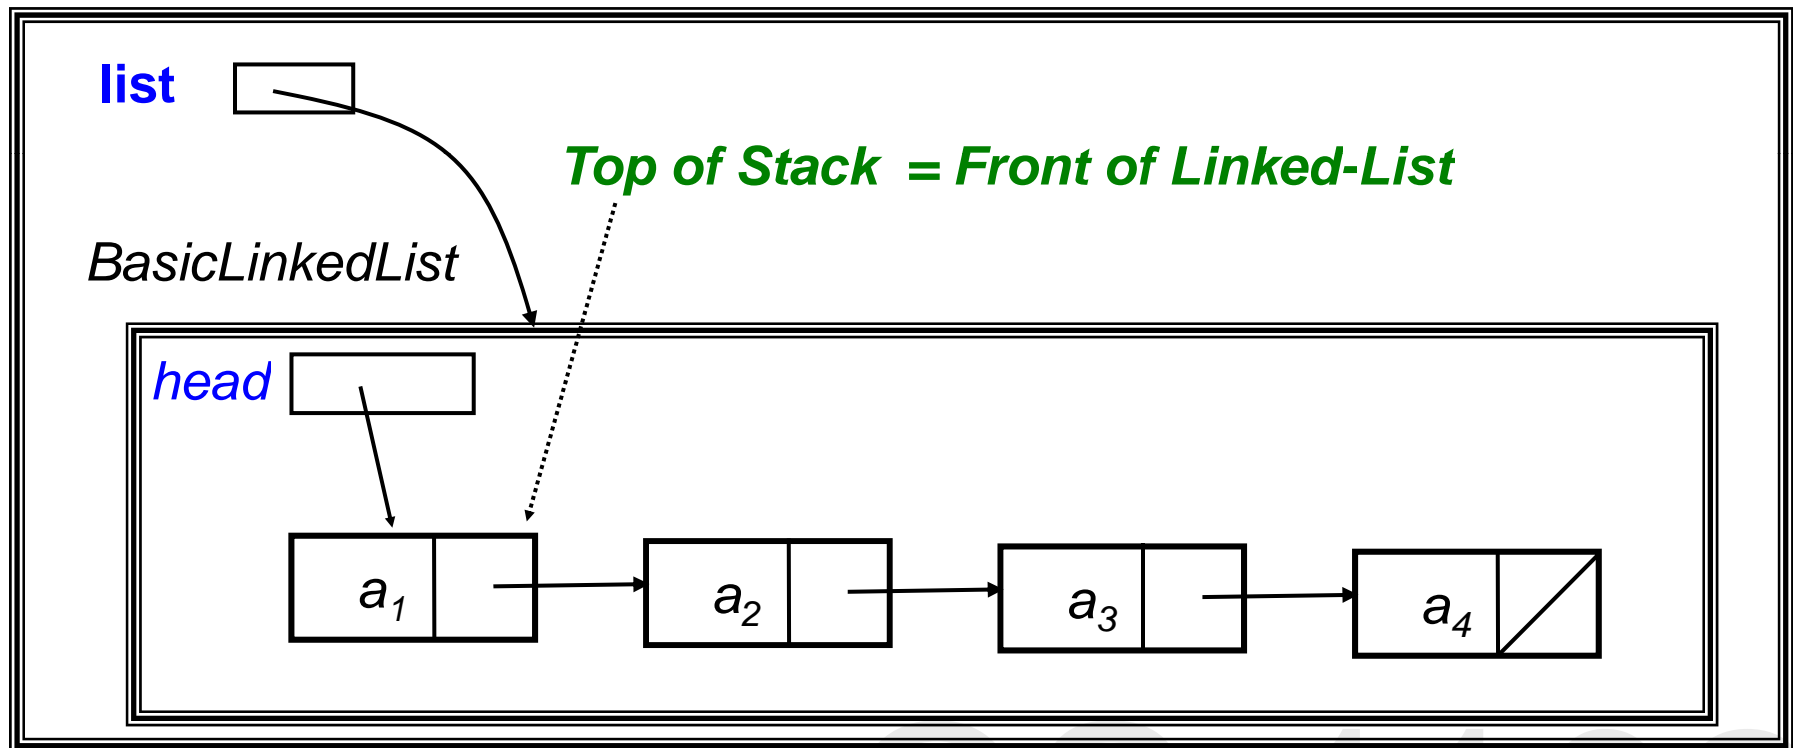 list
Top of Stack = Front of Linked-List
BasicLinkedList
head
a1 a2 a3 a4